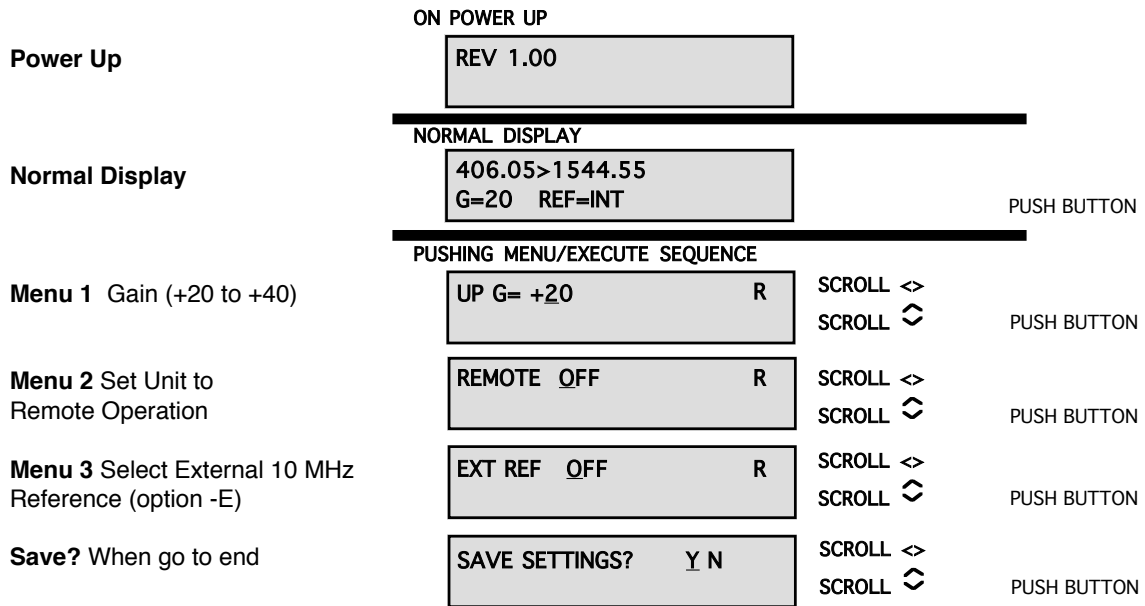 ON POWER UP
Power Up
REV 1.00
NORMAL DISPLAY
Normal Display
406.05>1544.55
G=20 REF=INT
PUSH BUTTON
PUSHING MENU/EXECUTE SEQUENCE
Menu 1 Gain (+20 to +40)
UP G= +20 R
SCROLL <>
SCROLL
PUSH BUTTON
Menu 2 Set Unit to
Remote Operation
REMOTE OFF R
SCROLL <>
SCROLL
PUSH BUTTON
Menu 3 Select External 10 MHz
Reference (option -E)
EXT REF OFF R
SCROLL <>
SCROLL
PUSH BUTTON
Save? When go to end
SAVE SETTINGS? Y N
SCROLL <>
SCROLL
PUSH BUTTON